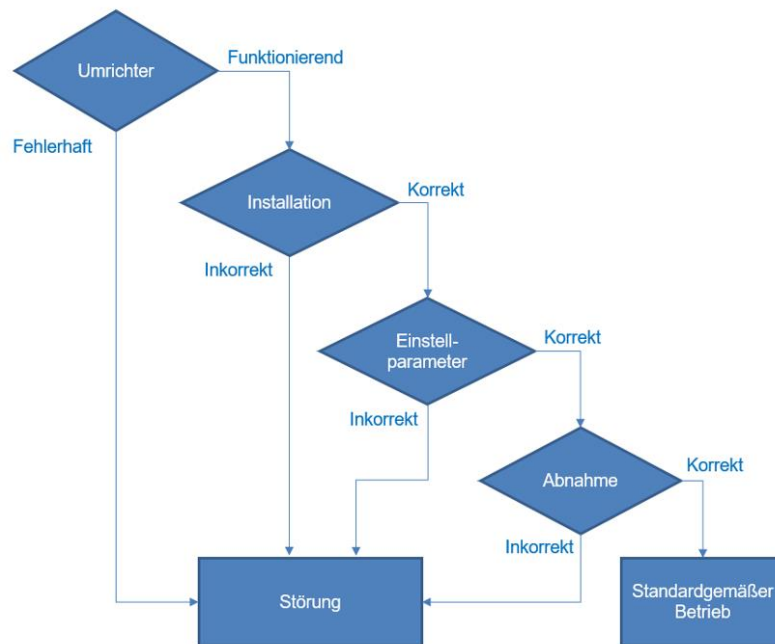 Umrichter
Funktionierend
Fehlerhaft
Installation
Korrekt
Inkorrekt
Einstell-
parameter
Korrekt
Inkorrekt
Abnahme
Korrekt
Inkorrekt
Störung
Standardgemäßer
Betrieb